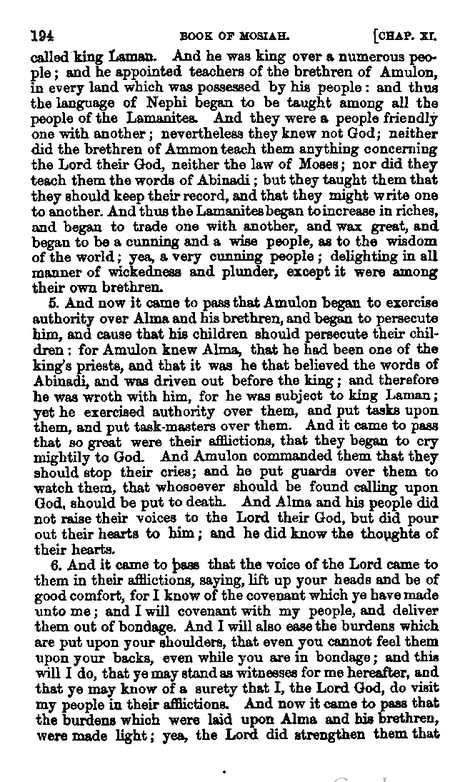 194 BOOK OF MOSIAH. [CHAP. XI.
called king Laman. And he was king over a numerous peo-
ple; and he appointed teachers of the brethren of Amulon,
in every land which was possessed by his people: and thus
the language of Nephi began to be taught among all the
people of the Lamanites. And they were a people friendly
one with another; nevertheless they knew not God; neither
did the brethren of Ammon teach them anything concerning
the Lord their God, neither the law of Moses; nor did they
teach them the words of Abinadi; but they taught them that
they should keep their record, and that they might write one
to another. And thus the Lamanites began to increase in riches,
and began to trade one with another, and wax great, and
began to be a cunning and a wise people, as to the wisdom
of the world; yea, a very cunning people; delighting in all
manner of wickedness and plunder, except it were among
their own brethren.
5. And now it came to pass that Amulon began to exercise
authority over Alma and his brethren, and began to persecute
him, and cause that his children should persecute their chil-
dren: for Amulon knew Alma, that he had been one of the
king's priests, and that it was he that believed the words of
Abinadi, and was driven out before the king; and therefore
he was wroth with him, for he was subject to king Laman;
yet he exercised authority over them, and put tasks upon
them, and put task-masters over them. And it came to pass
that so great were their afflictions, that they began to cry
mightily to God. And Amulon commanded them that they
should stop their cries; and he put guards over them to
watch them, that whosoever should be found calling upon
God, should be put to death. And Alma and his people did
not raise their voices to the Lord their God, but did pour
out their hearts to him; and he did know the thoughts of
their hearts.
6. And it came to pass that the voice of the Lord came to
them in their afflictions, saying, lift up your heads and be of
good comfort, for I know of the covenant which ye have made
unto me; and I will covenant with my people, and deliver
them out of bondage. And I will also ease the burdens which
are put upon your shoulders, that even you cannot feel them
upon your backs, even while you are in bondage; and this
will I do, that ye may stand as witnesses for me hereafter, and
that ye may know of a surety that I, the Lord God, do visit
my people in their afflictions. And now it came to pass that
the burdens which were laid upon Alma and his brethren,
were made light; yea, the Lord did strengthen them that